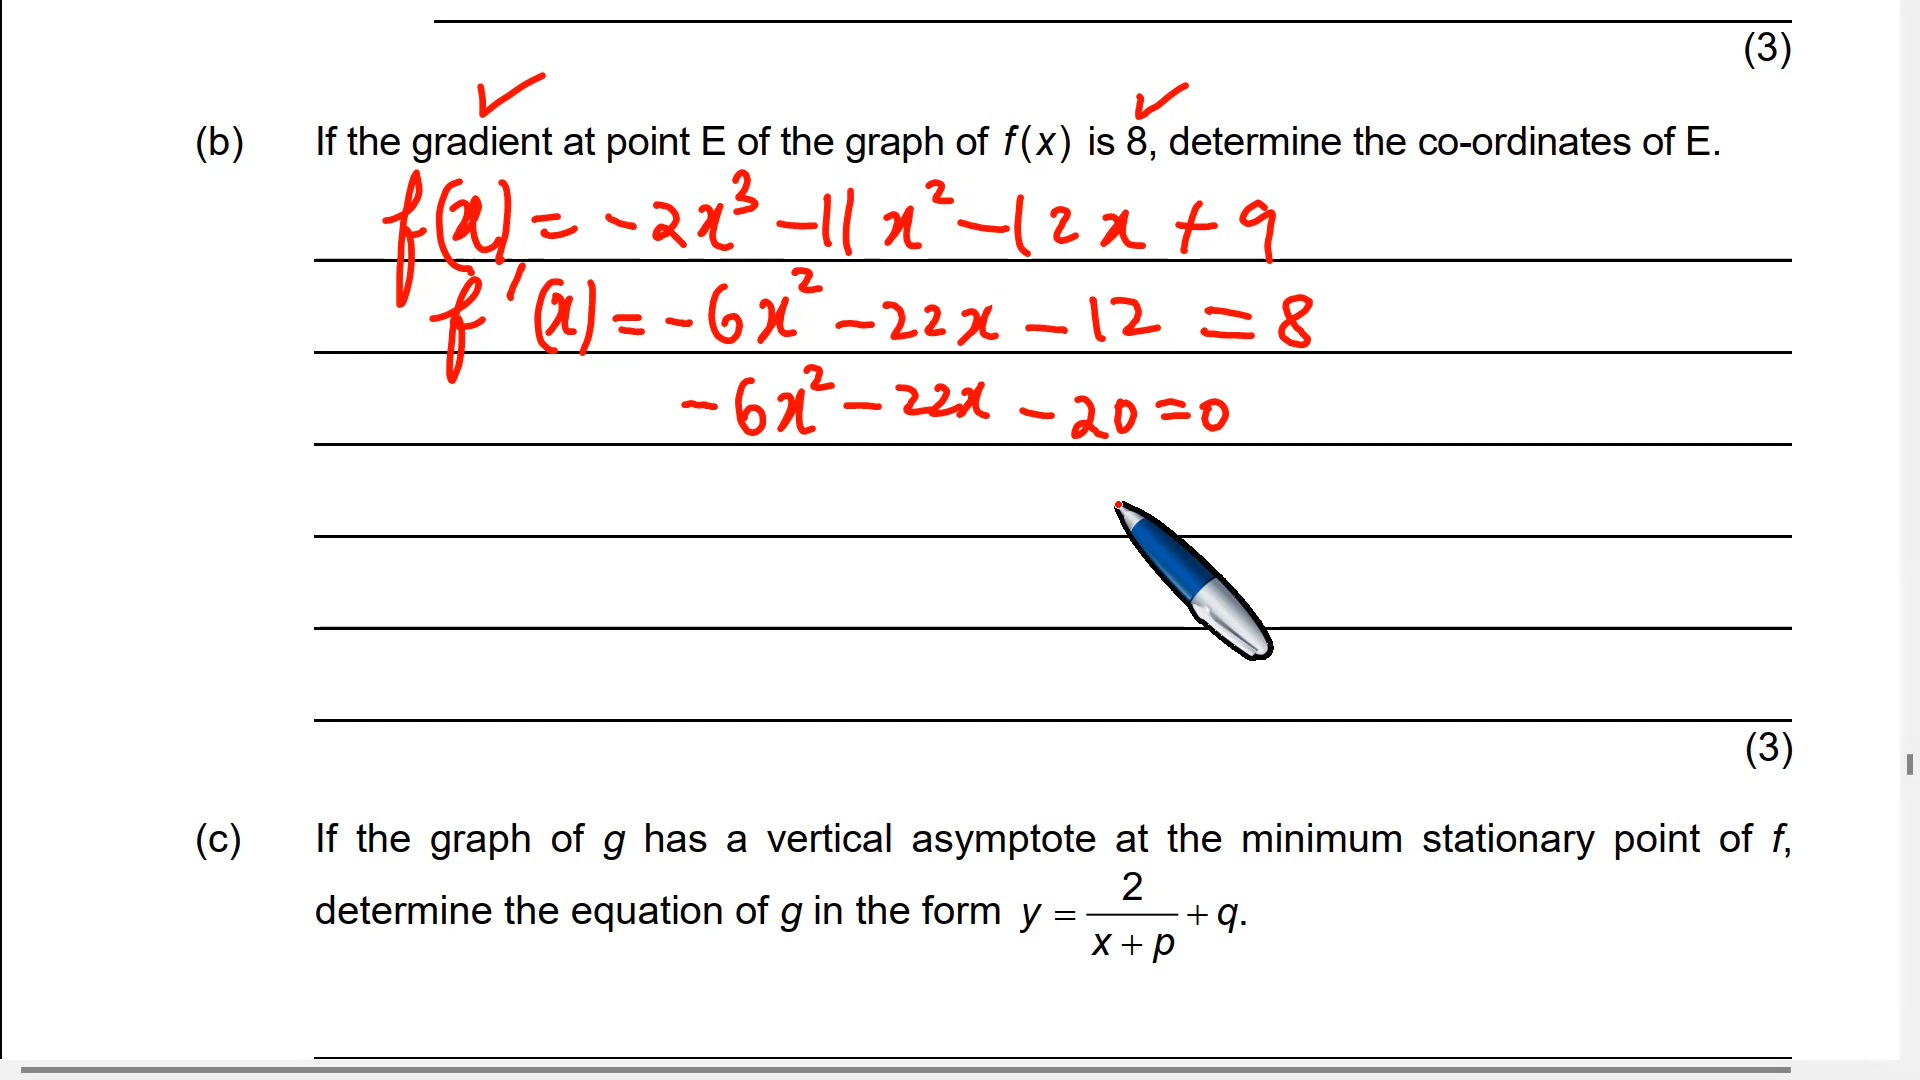 (3)
(b) If the gradient at point E of the graph of f(x) is 8, determine the co-ordinates of E.
f(x) = -2x³ - 11x² - 12x + 9
f'(x) = -6x² - 22x - 12 = 8
-6x² - 22x - 20 = 0
(3)
(c) If the graph of g has a vertical asymptote at the minimum stationary point of f,
determine the equation of g in the form y = 2/(x + p) + q.